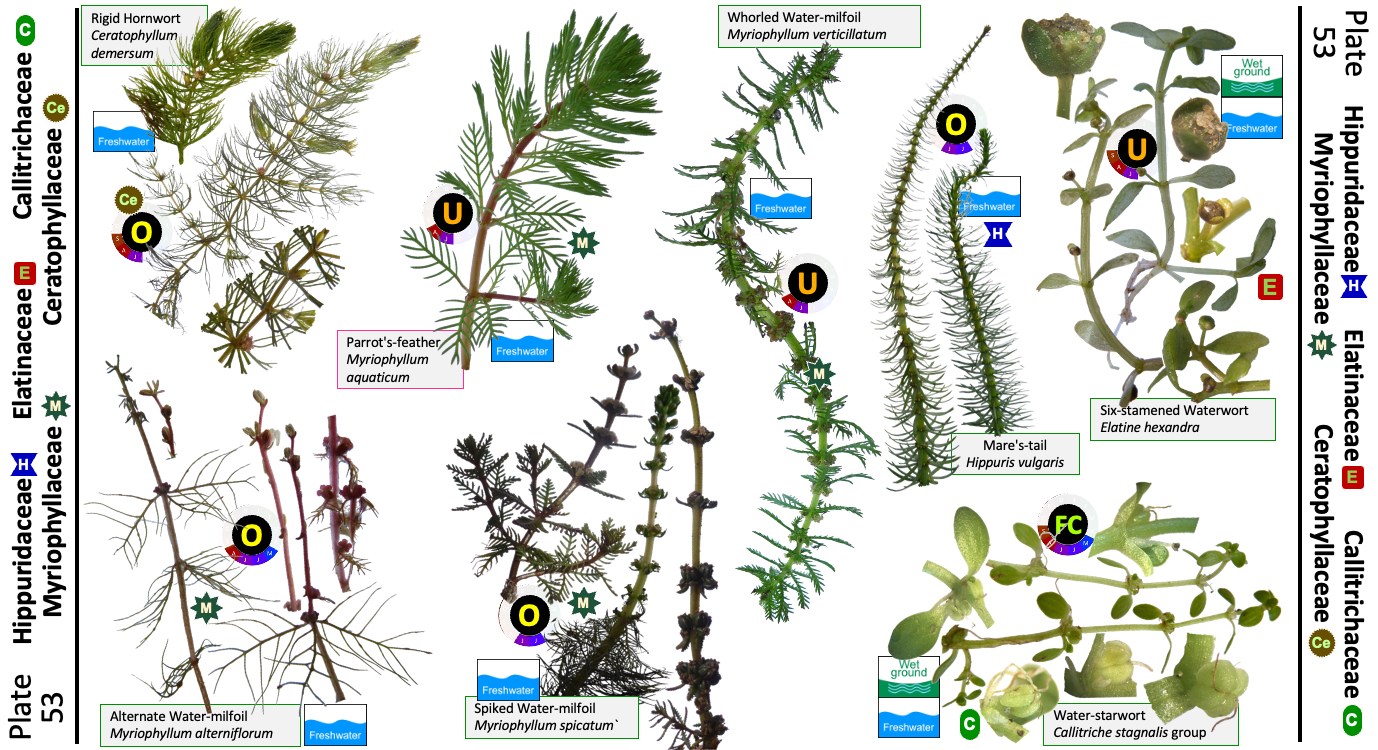 Plate
53
Hippuridaceae H
Myriophyllaceae M
Elatinaceae E
Ceratophyllaceae Ce
Callitrichaceae C
Rigid Hornwort
Ceratophyllum
demersum
Freshwater
Ce
O
S A J
U
A J
M
Parrot's-feather
Myriophyllum
aquaticum
Freshwater
Whorled Water-milfoil
Myriophyllum verticillatum
Freshwater
U
A J
M
O
J J
Freshwater
H
Mare's-tail
Hippuris vulgaris
Wet
ground
Freshwater
U
S A J
E
Six-stamened Waterwort
Elatine hexandra
O
A J J M
M
Alternate Water-milfoil
Myriophyllum alterniflorum
Freshwater
O
J J
M
Freshwater
Spiked Water-milfoil
Myriophyllum spicatum`
FC
S A J J M
Wet
ground
Freshwater
C
Water-starwort
Callitriche stagnalis group
Plate
53
Hippuridaceae H
Myriophyllaceae M
Elatinaceae E
Ceratophyllaceae Ce
Callitrichaceae C